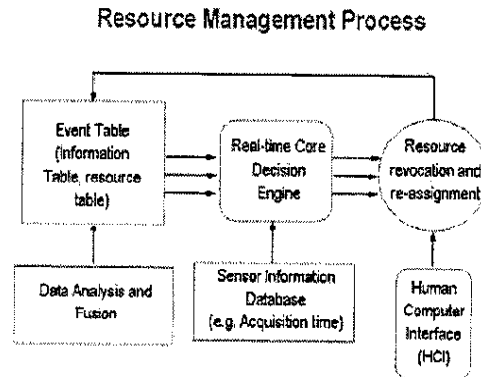 Resource Management Process
Event Table
(Information
Table, resource
table)
Real-time Core
Decision
Engine
Resource
revocation and
re-assignment
Data Analysis and
Fusion
Sensor Information
Database
(e.g. Acquisition time)
Human
Computer
Interface
(HCI)